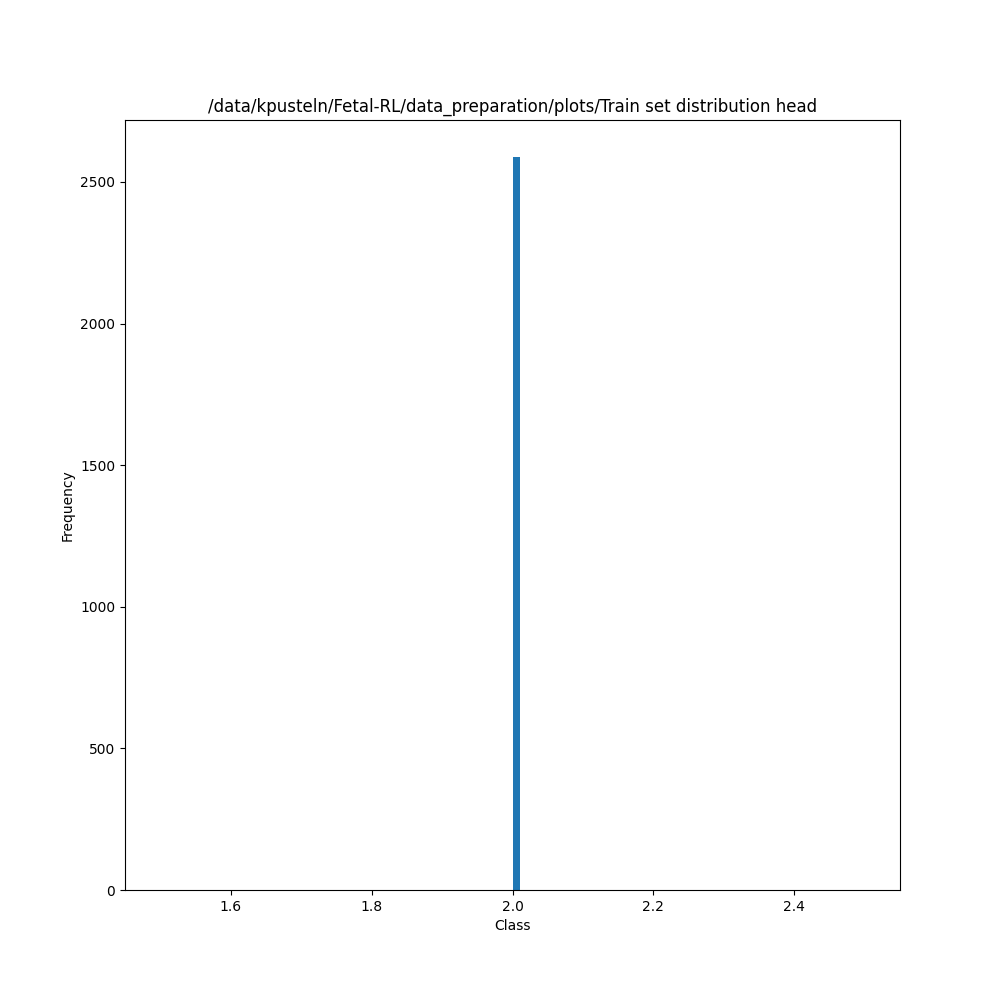 /data/kpusteln/Fetal-RL/data_preparation/plots/Train set distribution head
2500
2000
1500
1000
500
0
Frequency
1.6 1.8 2.0 2.2 2.4
Class